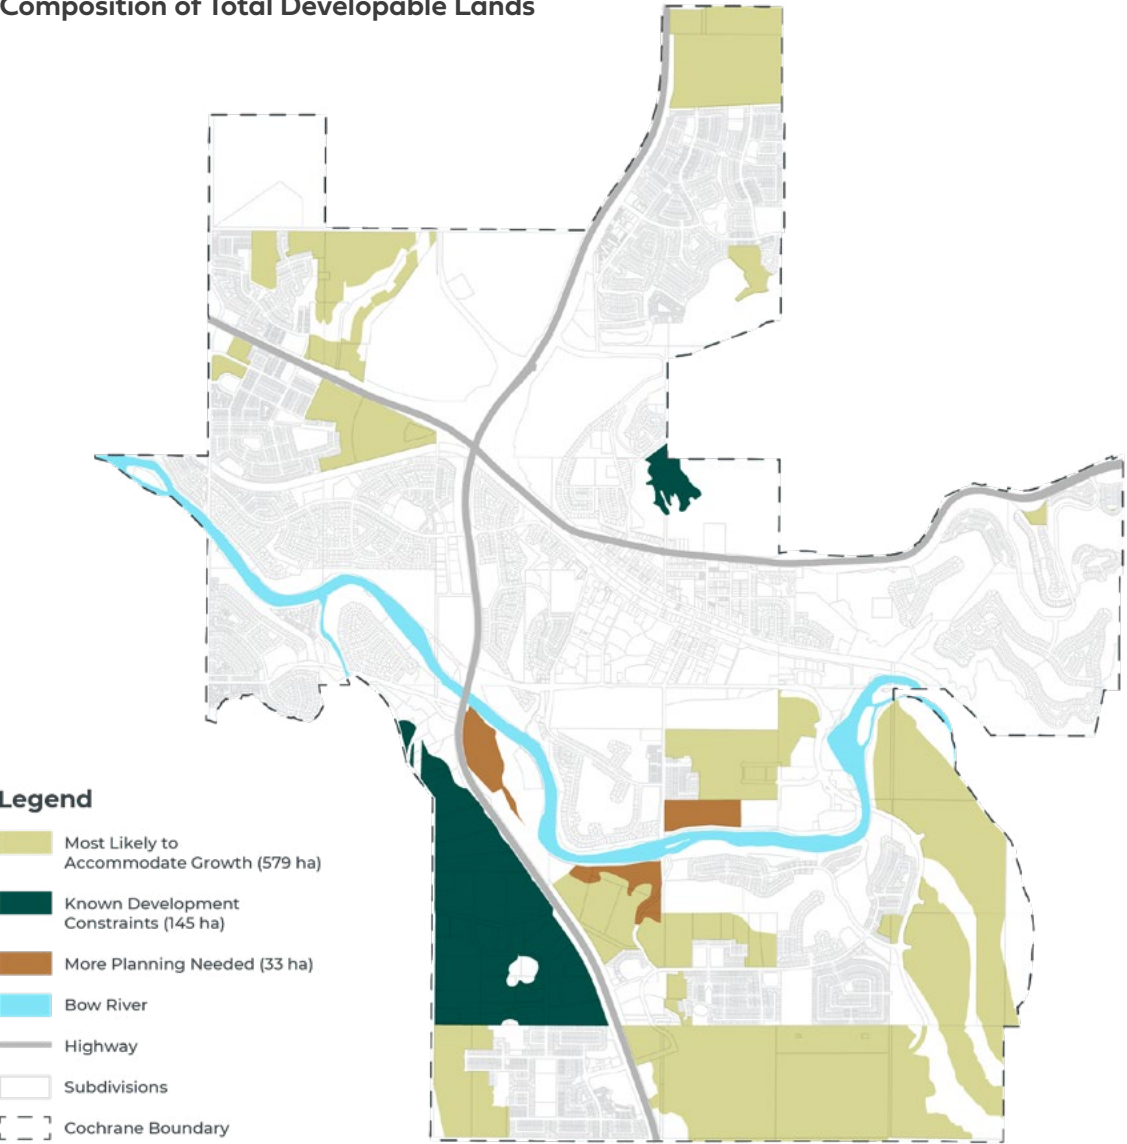 Composition of Total Developable Lands
Legend
Most Likely to
Accommodate Growth (579 ha)
Known Development
Constraints (145 ha)
More Planning Needed (33 ha)
Bow River
Highway
Subdivisions
Cochrane Boundary